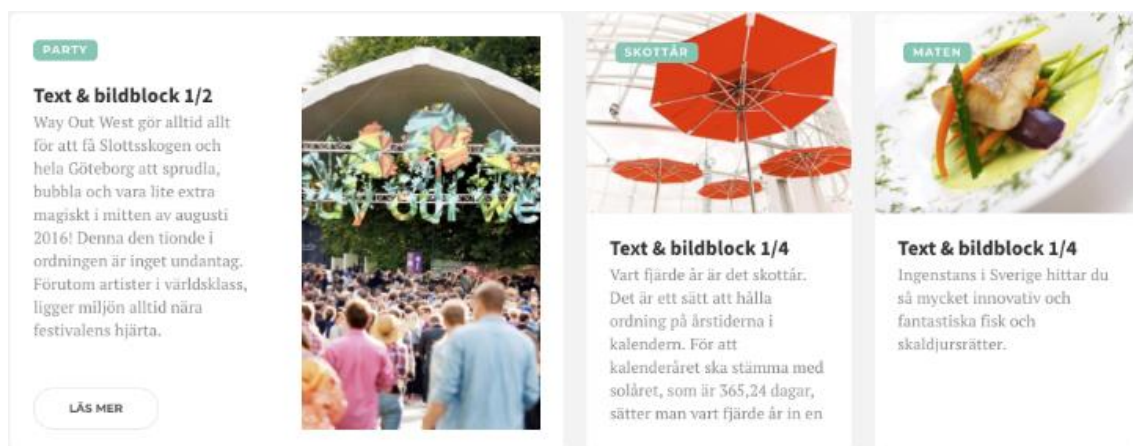 PARTY
Text & bildblock 1/2
Way Out West gör alltid allt
för att få Slottsskogen och
hela Göteborg att sprudla,
bubbla och vara lite extra
magiskt i mitten av augusti
2016! Denna den tionde i
ordningen är inget undantag.
Förutom artister i världsklass,
ligger miljön alltid nära
festivalens hjärta.
LÄS MER
way out we
SKOTTÅR
Text & bildblock 1/4
Vart fjärde år är det skottår.
Det är ett sätt att hålla
ordning på årstiderna i
kalendern. För att
kalenderåret ska stämma med
solåret, som är 365,24 dagar,
sätter man vart fjärde år in en
MATEN
Text & bildblock 1/4
Ingenstans i Sverige hittar du
så mycket innovativ och
fantastiska fisk och
skaldjursrätter.